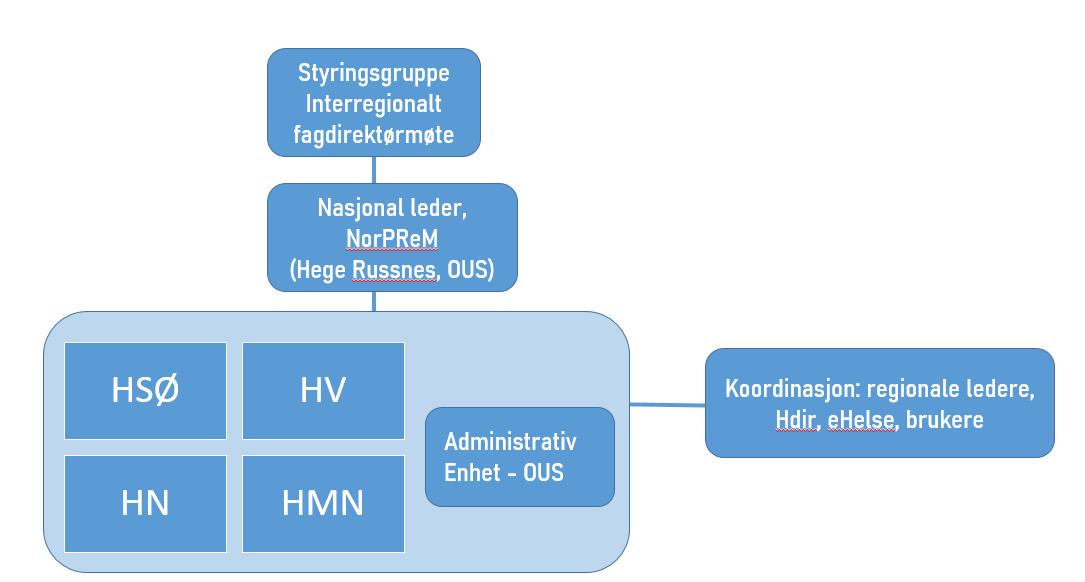 Styringsgruppe
Interregionalt
fagdirektørmøte
Nasjonal leder,
NorPReM
(Hege Russnes, OUS)
HSØ
HV
HN
HMN
Administrativ
Enhet - OUS
Koordinasjon: regionale ledere,
Hdir, eHelse, brukere